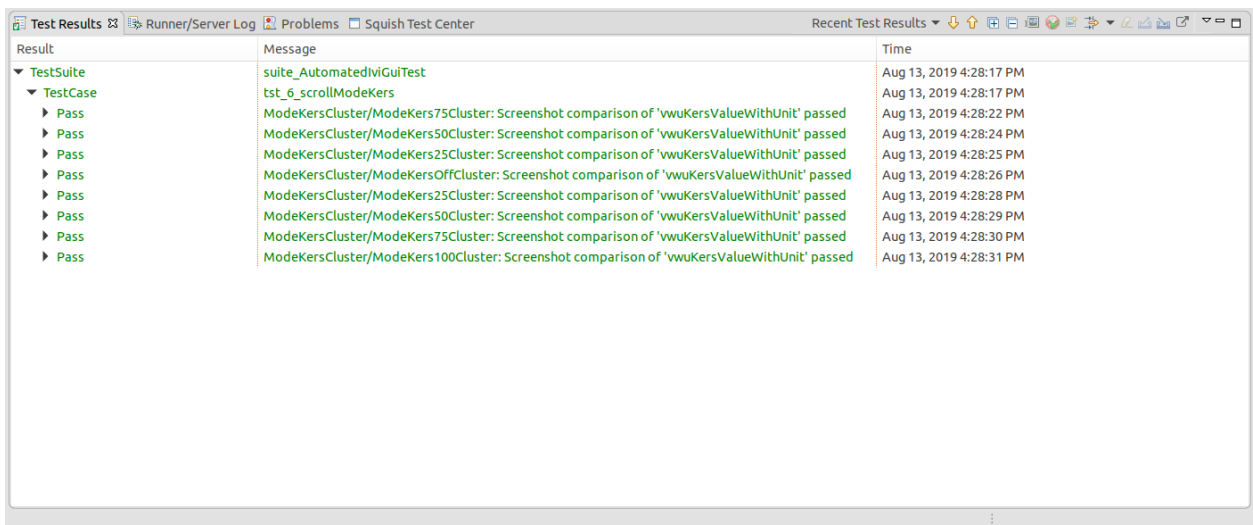 Test Results Runner/Server Log Problems Squish Test Center Recent Test Results
Result Message Time
TestSuite suite_AutomatedIviGuiTest Aug 13, 2019 4:28:17 PM
TestCase tst_6_scrollModeKers Aug 13, 2019 4:28:17 PM
Pass ModeKersCluster/ModeKers75Cluster: Screenshot comparison of 'vwuKersValueWithUnit' passed Aug 13, 2019 4:28:22 PM
Pass ModeKersCluster/ModeKers50Cluster: Screenshot comparison of 'vwuKersValueWithUnit' passed Aug 13, 2019 4:28:24 PM
Pass ModeKersCluster/ModeKers25Cluster: Screenshot comparison of 'vwuKersValueWithUnit' passed Aug 13, 2019 4:28:25 PM
Pass ModeKersCluster/ModeKersOffCluster: Screenshot comparison of 'vwuKersValueWithUnit' passed Aug 13, 2019 4:28:26 PM
Pass ModeKersCluster/ModeKers25Cluster: Screenshot comparison of 'vwuKersValueWithUnit' passed Aug 13, 2019 4:28:28 PM
Pass ModeKersCluster/ModeKers50Cluster: Screenshot comparison of 'vwuKersValueWithUnit' passed Aug 13, 2019 4:28:29 PM
Pass ModeKersCluster/ModeKers75Cluster: Screenshot comparison of 'vwuKersValueWithUnit' passed Aug 13, 2019 4:28:30 PM
Pass ModeKersCluster/ModeKers100Cluster: Screenshot comparison of 'vwuKersValueWithUnit' passed Aug 13, 2019 4:28:31 PM